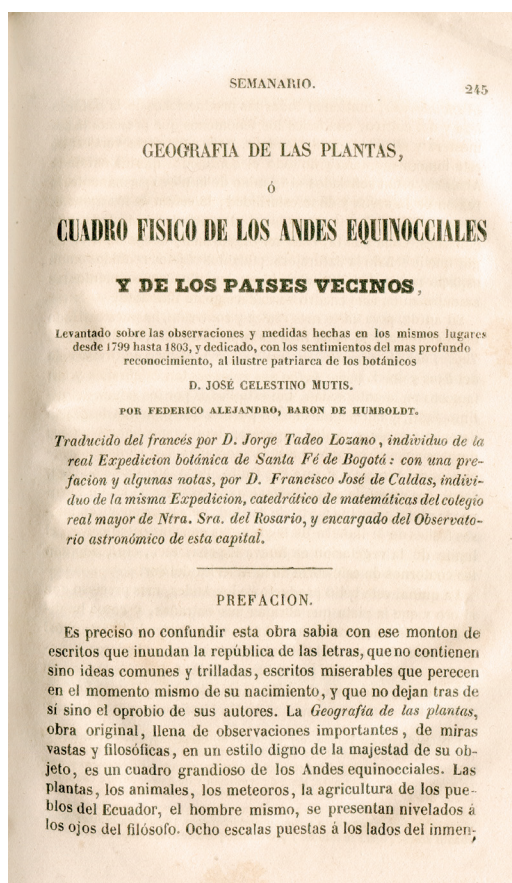 SEMANARIO.
245
GEOGRAFIA DE LAS PLANTAS,
ó
CUADRO FISICO DE LOS ANDES EQUINOCCIALES
Y DE LOS PAISES VECINOS,
Levantado sobre las observaciones y medidas hechas en los mismos lugares
desde 1799 hasta 1803, y dedicado, con los sentimientos del mas profundo
reconocimiento, al ilustre patriarca de los botánicos
D. JOSÉ CELESTINO MUTIS.
POR FEDERICO ALEJANDRO, BARON DE HUMBOLDT.
Traducido del francés por D. Jorge Tadeo Lozano, individuo de la
real Expedicion botánica de Santa Fé de Bogotá: con una pre-
facion y algunas notas, por D. Francisco José de Caldas, indivi-
duo de la misma Expedicion, catedrático de matemáticas del colegio
real mayor de Ntra. Sra. del Rosario, y encargado del Observato-
rio astronómico de esta capital.
PREFACION.
Es preciso no confundir esta obra sabia con ese monton de
escritos que inundan la república de las letras, que no contienen
sino ideas comunes y trilladas, escritos miserables que perecen
en el momento mismo de su nacimiento, y que no dejan tras de
sí sino el oprobio de sus autores. La Geografía de las plantas,
obra original, llena de observaciones importantes, de miras
vastas y filosóficas, en un estilo digno de la majestad de su ob-
jeto, es un cuadro grandioso de los Andes equinocciales. Las
plantas, los animales, los meteoros, la agricultura de los pue-
blos del Ecuador, el hombre mismo, se presentan nivelados á
los ojos del filósofo. Ocho escalas puestas á los lados del inmen-